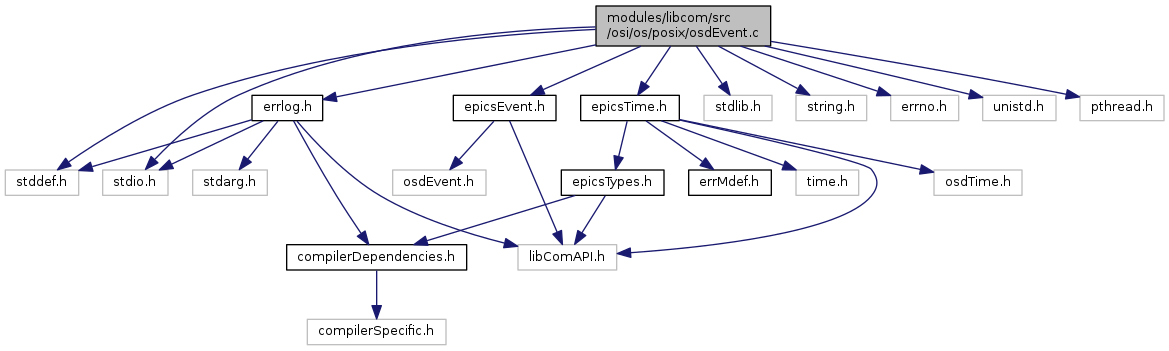 modules/libcom/src
/osi/os/posix/osdEvent.c
errlog.h
epicsEvent.h
epicsTime.h
stdlib.h
string.h
errno.h
unistd.h
pthread.h
stddef.h
stdio.h
stdarg.h
osdEvent.h
epicsTypes.h
errMdef.h
time.h
osdTime.h
compilerDependencies.h
libComAPI.h
compilerSpecific.h